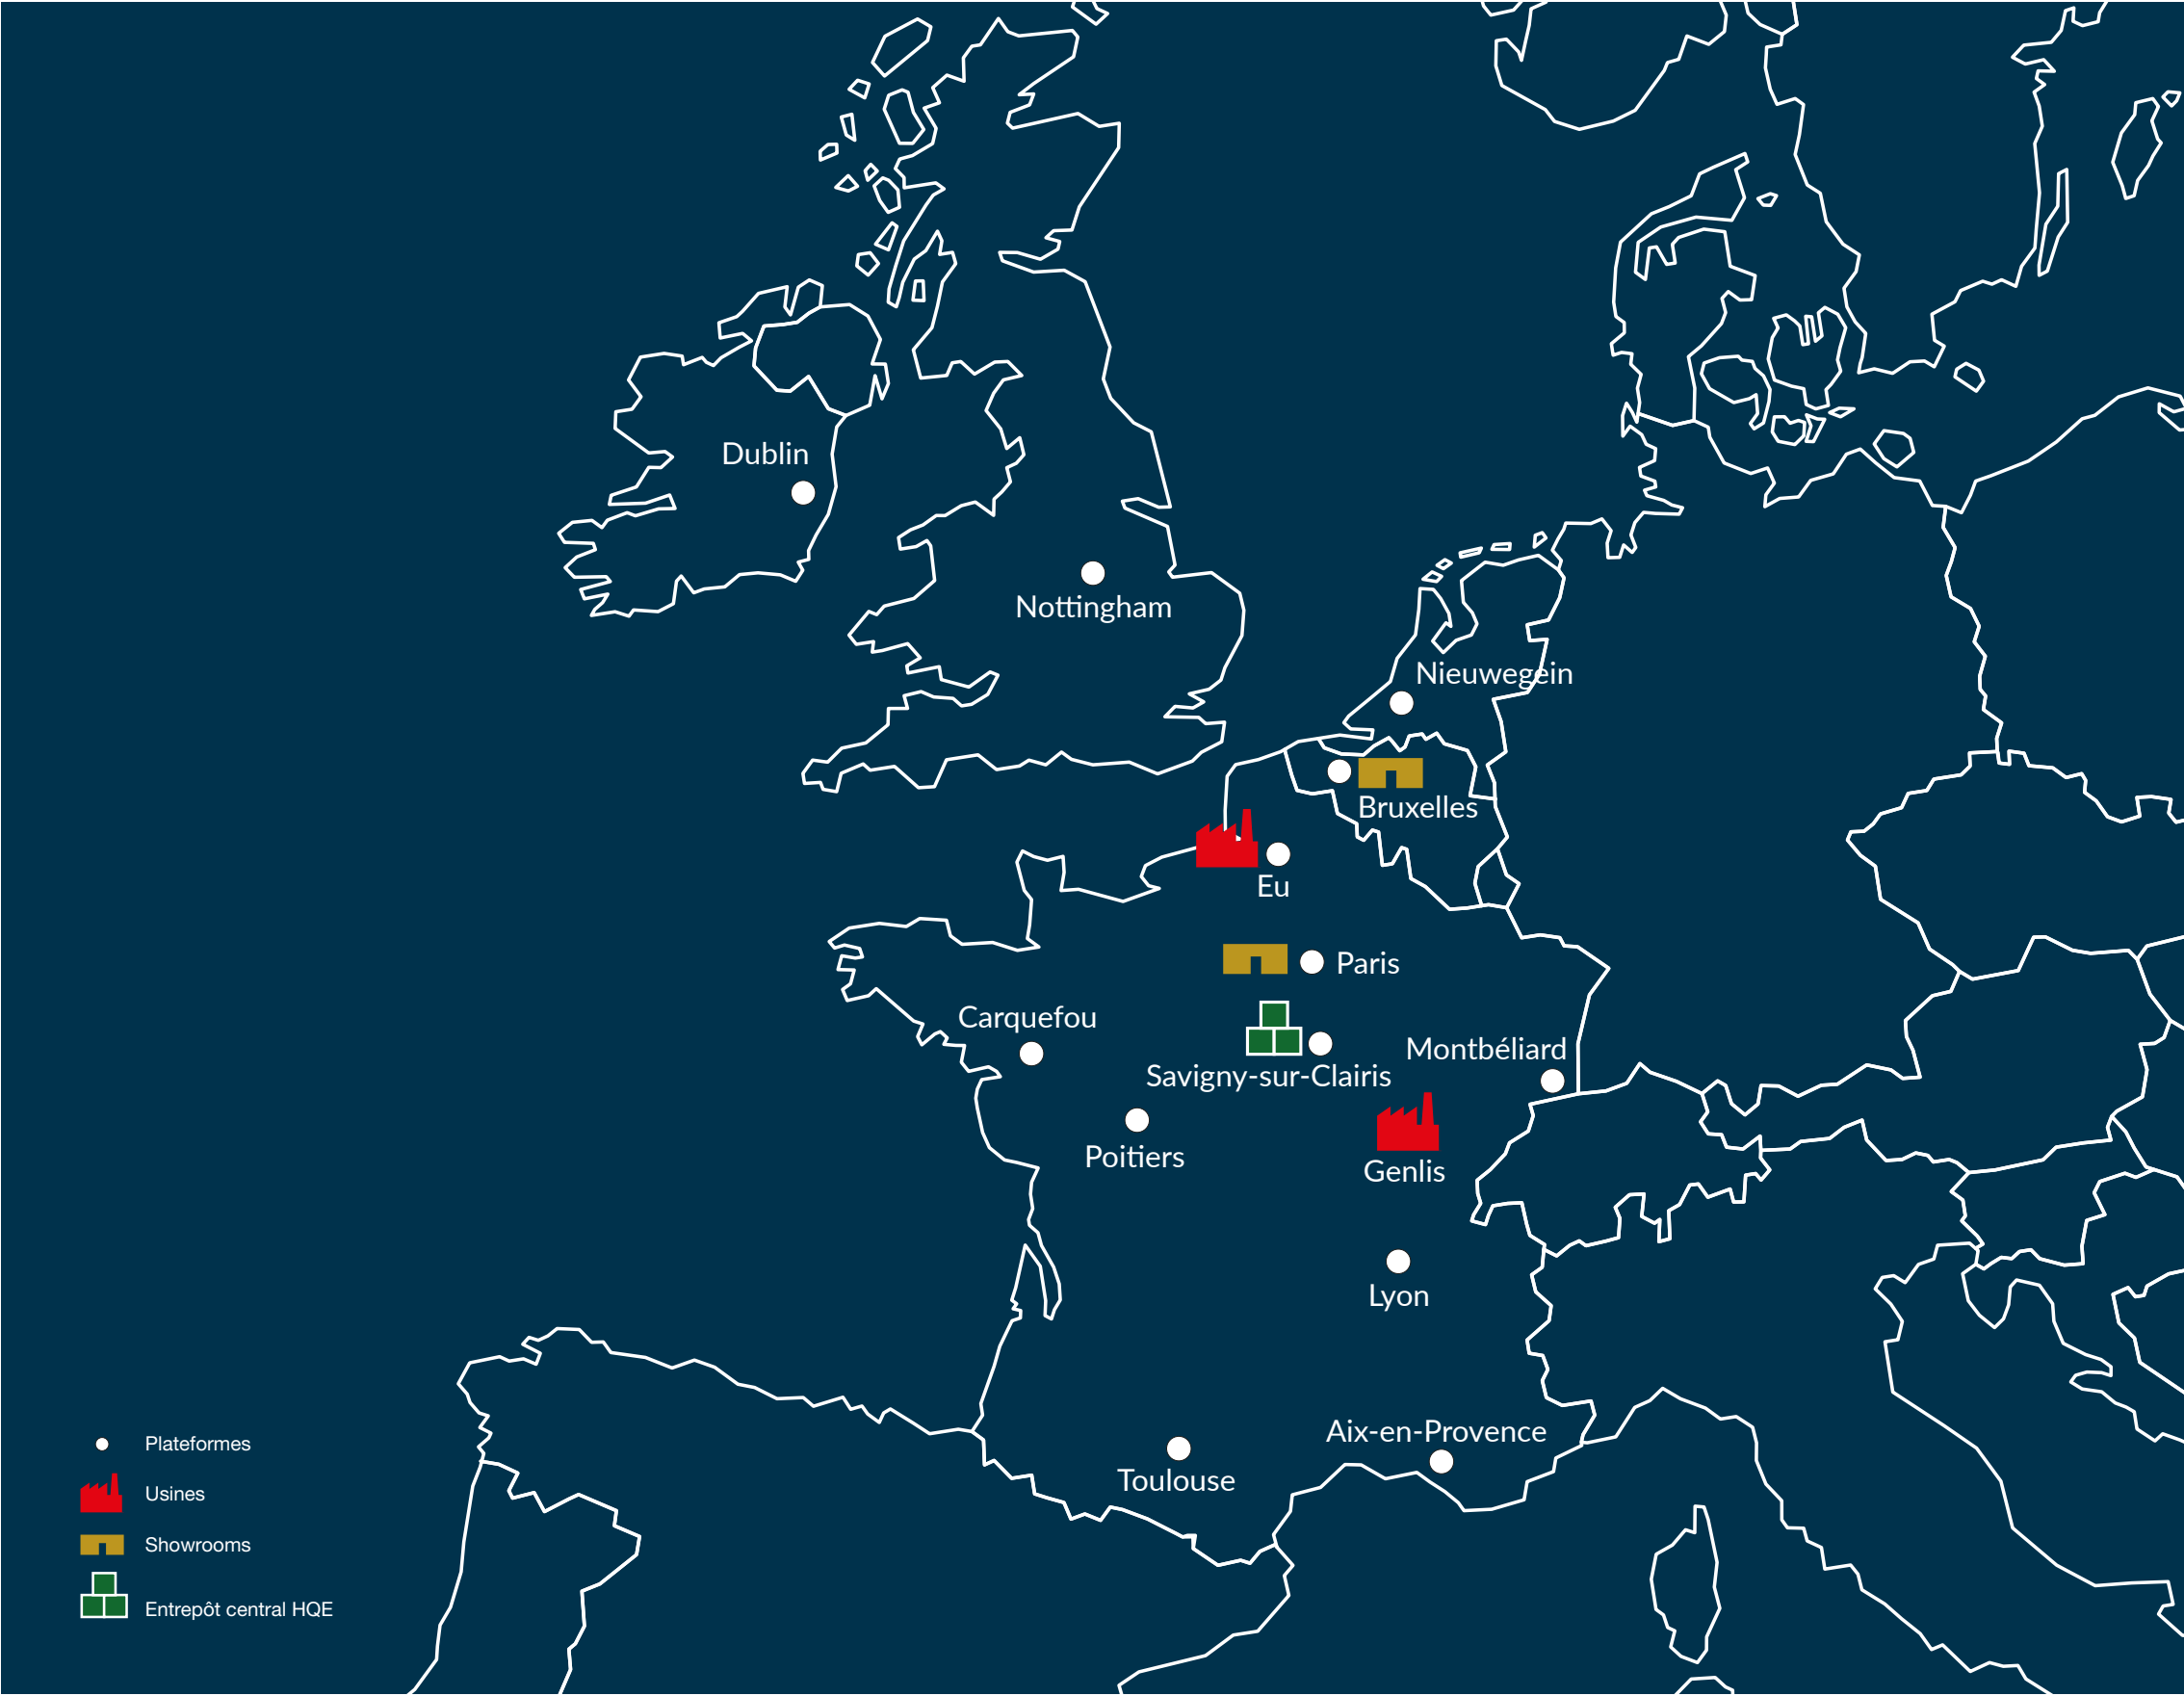 Dublin
Nottingham
Nieuwegein
Bruxelles
Eu
Paris
Carquefou
Savigny-sur-Clairis
Montbéliard
Poitiers
Genlis
Lyon
Aix-en-Provence
Toulouse
Plateformes
Usines
Showrooms
Entrepôt central HQE